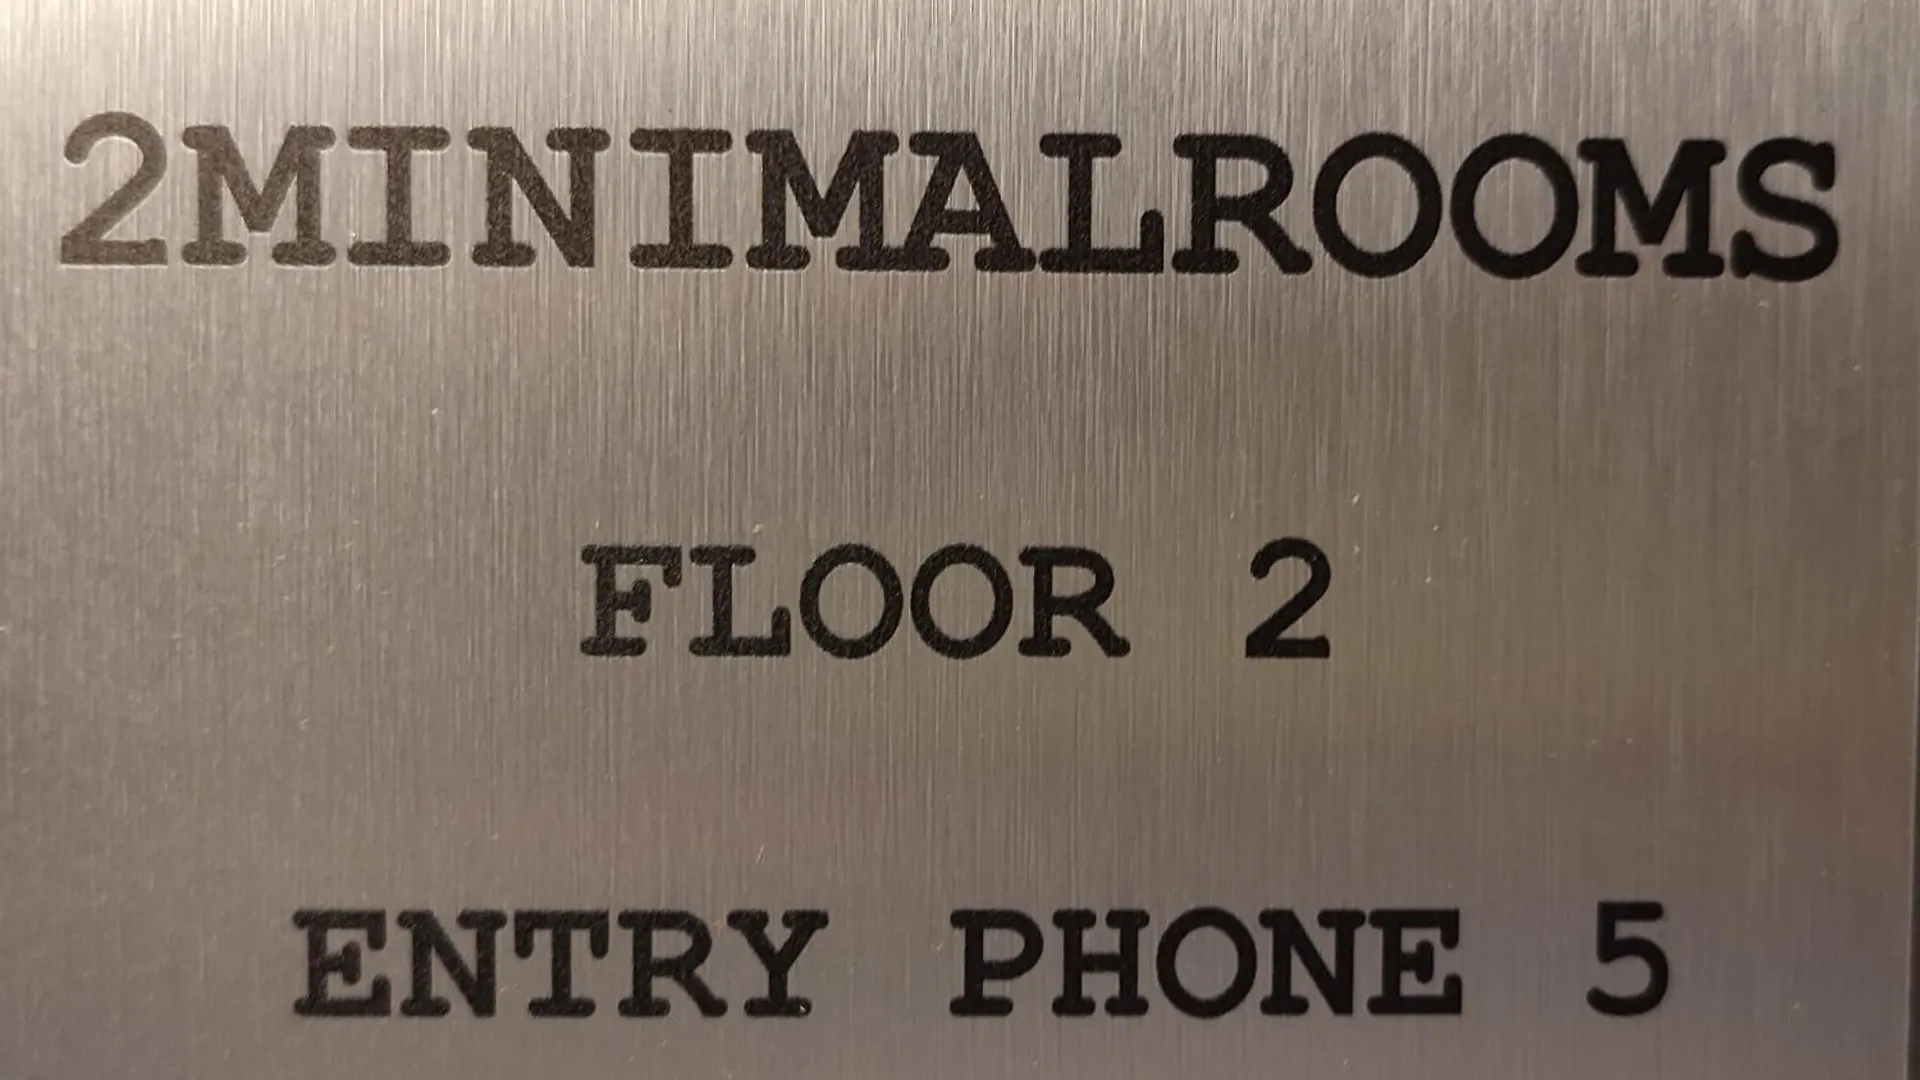 2MINIMALROOMS
FLOOR 2
ENTRY PHONE 5